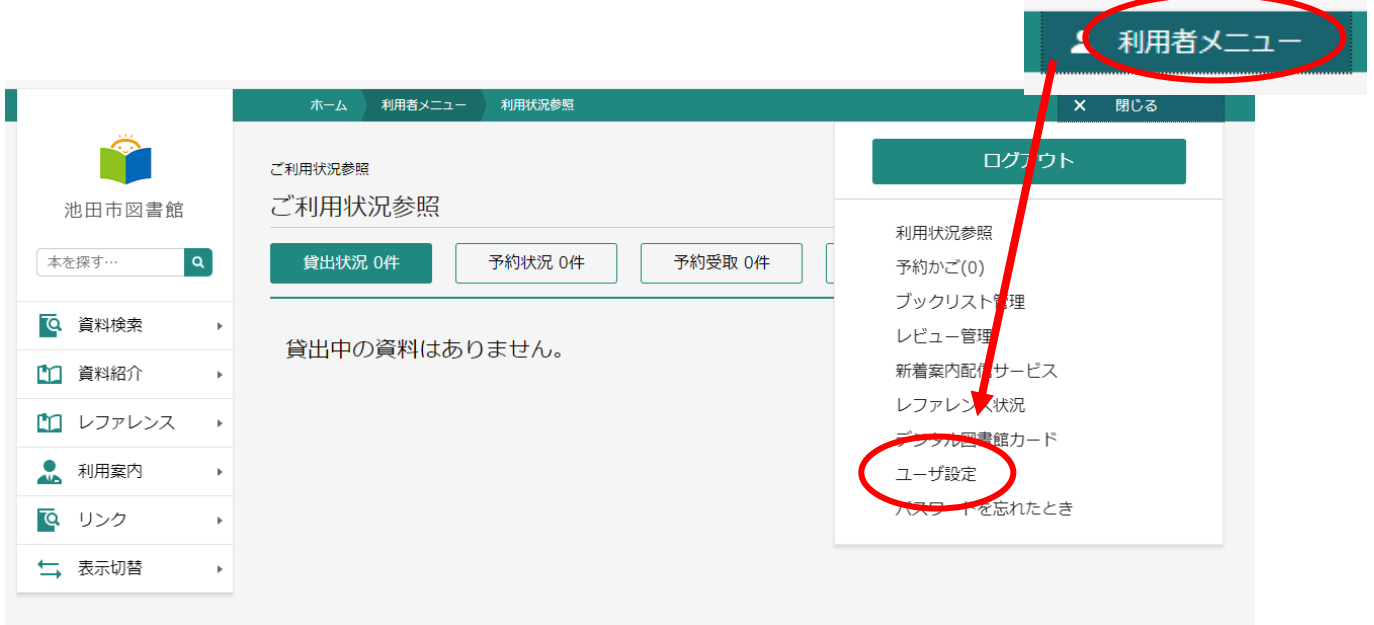 利用者メニュー
ホーム 利用者メニュー 利用状況参照
× 閉じる
池田市図書館
本を探す…
資料検索
資料紹介
レファレンス
利用案内
リンク
表示切替
ご利用状況参照
ご利用状況参照
貸出状況 0件 予約状況 0件 予約受取 0件
貸出中の資料はありません。
ログアウト
利用状況参照
予約かご(0)
ブックリスト管理
レビュー管理
新着案内配信サービス
レファレンス状況
デジタル図書館カード
ユーザ設定
パスワードを忘れたとき